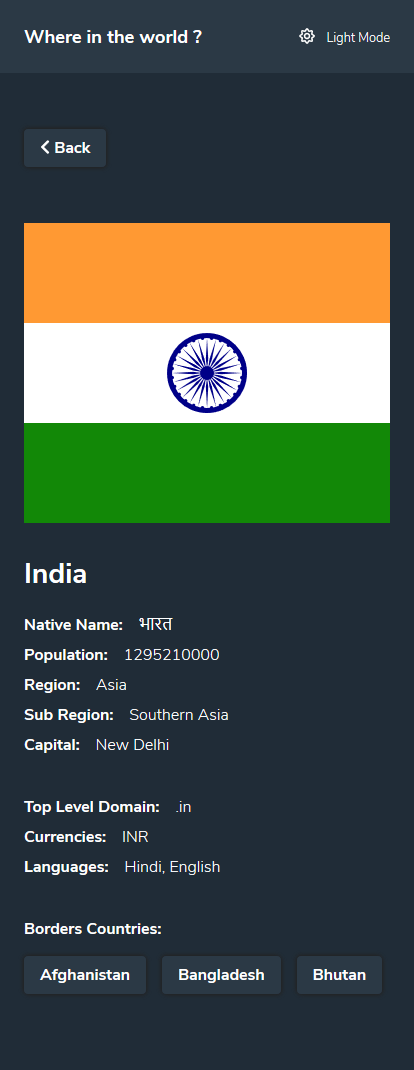 Where in the world ? Light Mode
Back
India
Native Name: भारत
Population: 1295210000
Region: Asia
Sub Region: Southern Asia
Capital: New Delhi
Top Level Domain: .in
Currencies: INR
Languages: Hindi, English
Borders Countries:
Afghanistan Bangladesh Bhutan